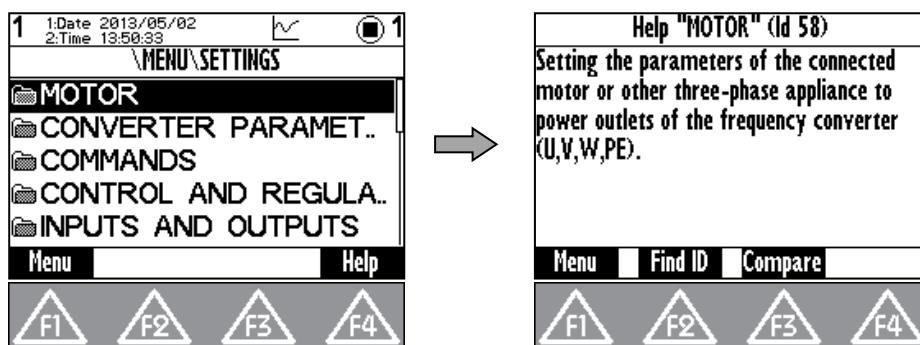 1 1:Date 2013/05/02 1
2:Time 13:50:33
\MENU\SETTINGS
MOTOR
CONVERTER PARAMET..
COMMANDS
CONTROL AND REGULA..
INPUTS AND OUTPUTS
Menu Help
F1 F2 F3 F4
Help "MOTOR" (Id 58)
Setting the parameters of the connected
motor or other three-phase appliance to
power outlets of the frequency converter
(U,V,W,PE).
Menu Find ID Compare
F1 F2 F3 F4